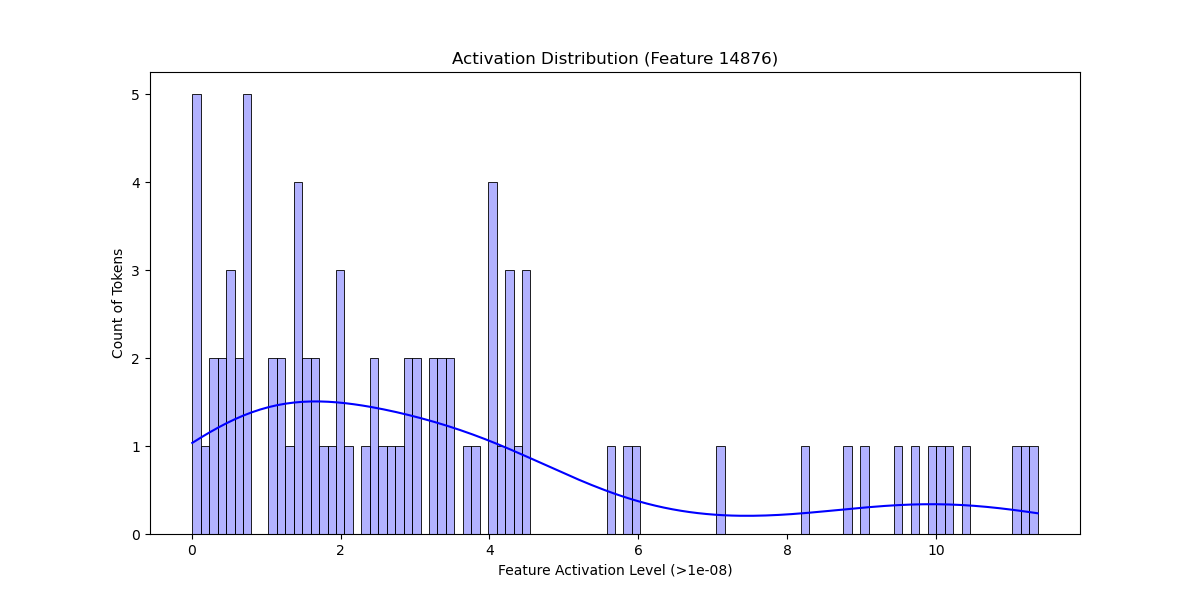 Activation Distribution (Feature 14876)
Count of Tokens
5
4
3
2
1
0
0 2 4 6 8 10
Feature Activation Level (>1e-08)